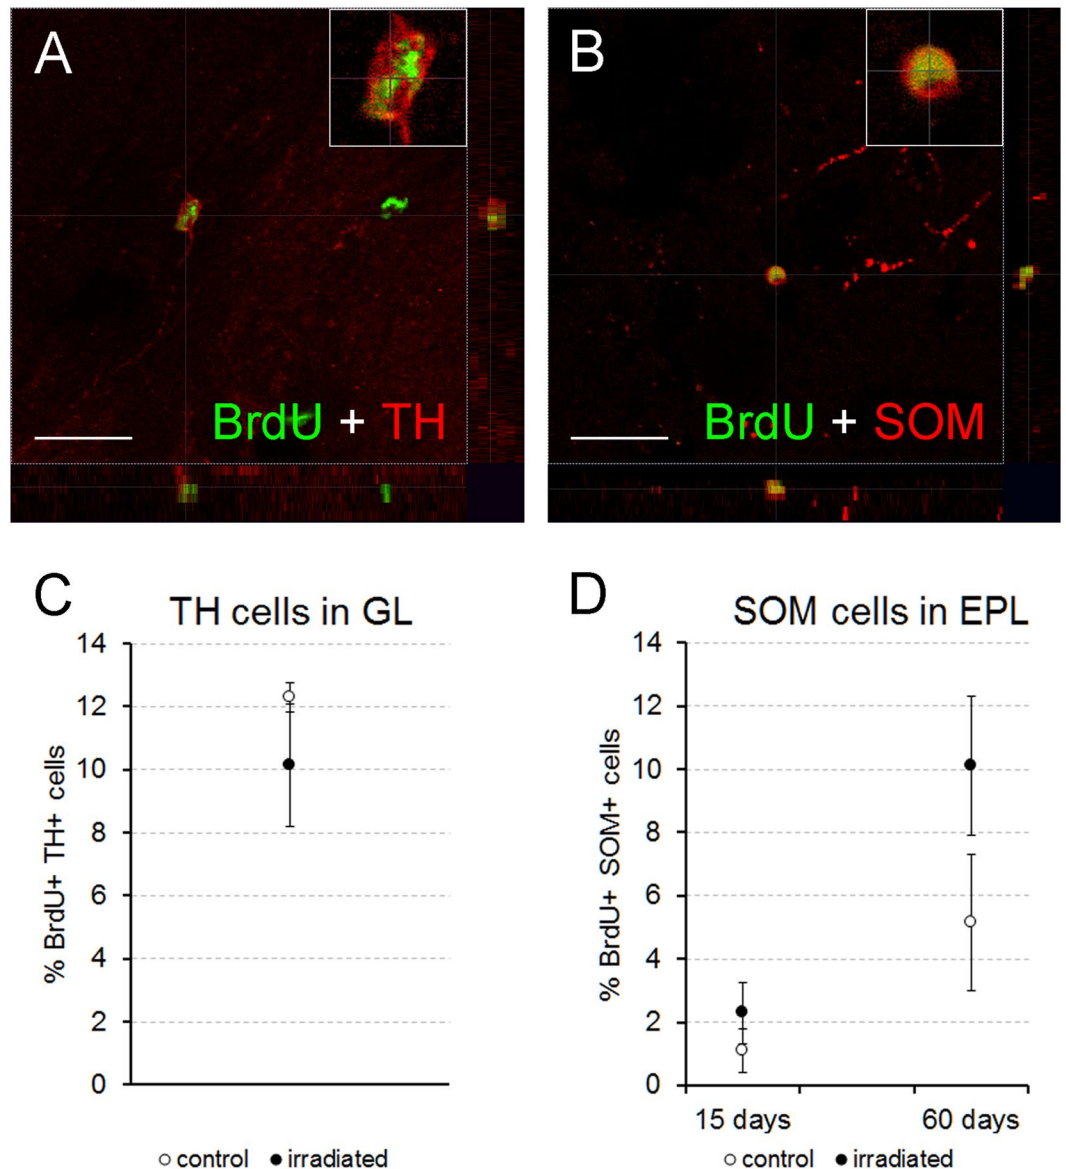 A
BrdU + TH
B
BrdU + SOM
C
TH cells in GL
% BrdU+ TH+ cells
14
12
10
8
6
4
2
0
control irradiated
D
SOM cells in EPL
% BrdU+ SOM+ cells
14
12
10
8
6
4
2
0
15 days 60 days
control irradiated